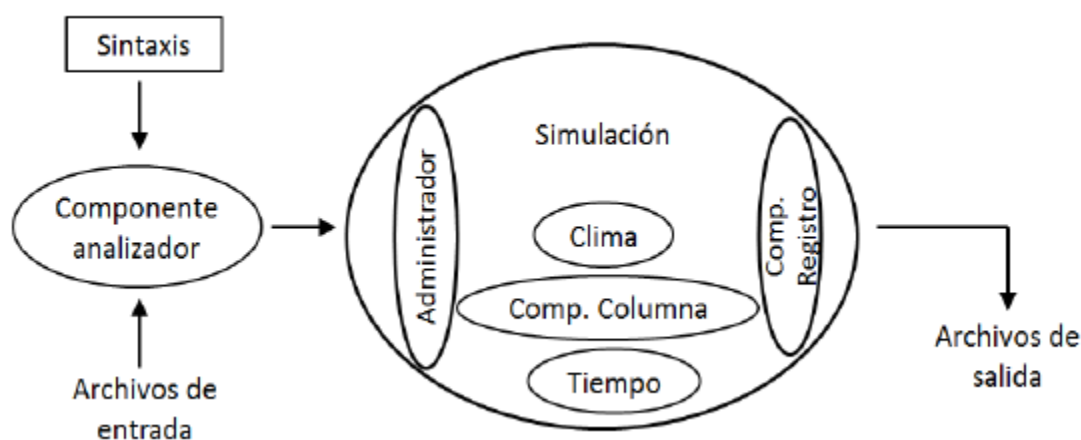 Sintaxis
Componente
analizador
Archivos de
entrada
Simulación
Administrador
Clima
Comp. Columna
Tiempo
Comp.
Registro
Archivos de
salida